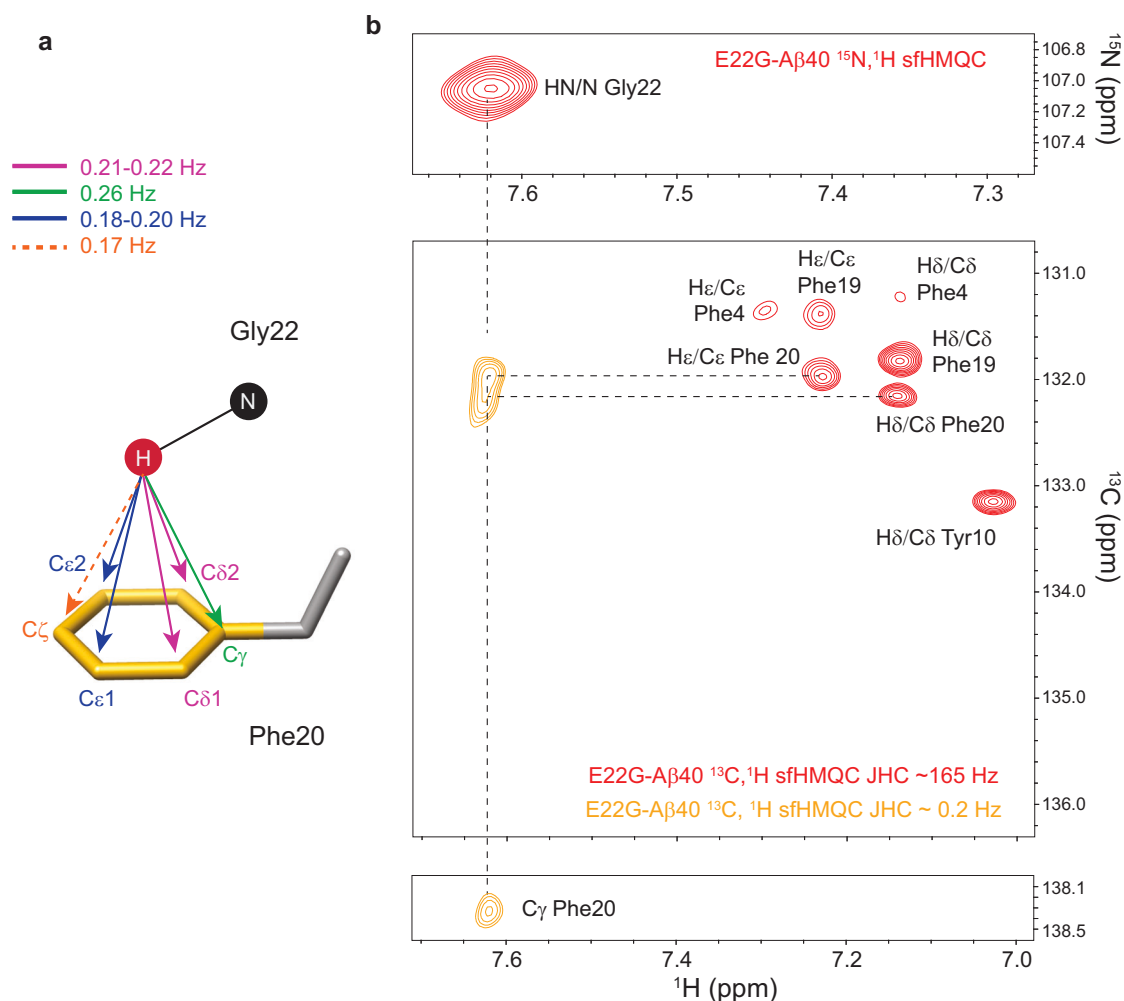 a
0.21-0.22 Hz
0.26 Hz
0.18-0.20 Hz
0.17 Hz
Gly22
N
H
Cε2
Cδ2
Cζ
Cγ
Cε1
Cδ1
Phe20
b
E22G-Aβ40 ¹⁵N,¹H sfHMQC
HN/N Gly22
106.8
107.0
107.2
107.4
¹⁵N (ppm)
7.6
7.5
7.4
7.3
Hε/Cε
Phe4
Hε/Cε
Phe19
Hδ/Cδ
Phe4
Hε/Cε Phe 20
Hδ/Cδ
Phe19
Hδ/Cδ Phe20
Hδ/Cδ Tyr10
131.0
132.0
133.0
134.0
135.0
136.0
¹³C (ppm)
E22G-Aβ40 ¹³C,¹H sfHMQC JHC ~165 Hz
E22G-Aβ40 ¹³C, ¹H sfHMQC JHC ~ 0.2 Hz
Cγ Phe20
138.1
138.5
7.6
7.4
7.2
7.0
¹H (ppm)